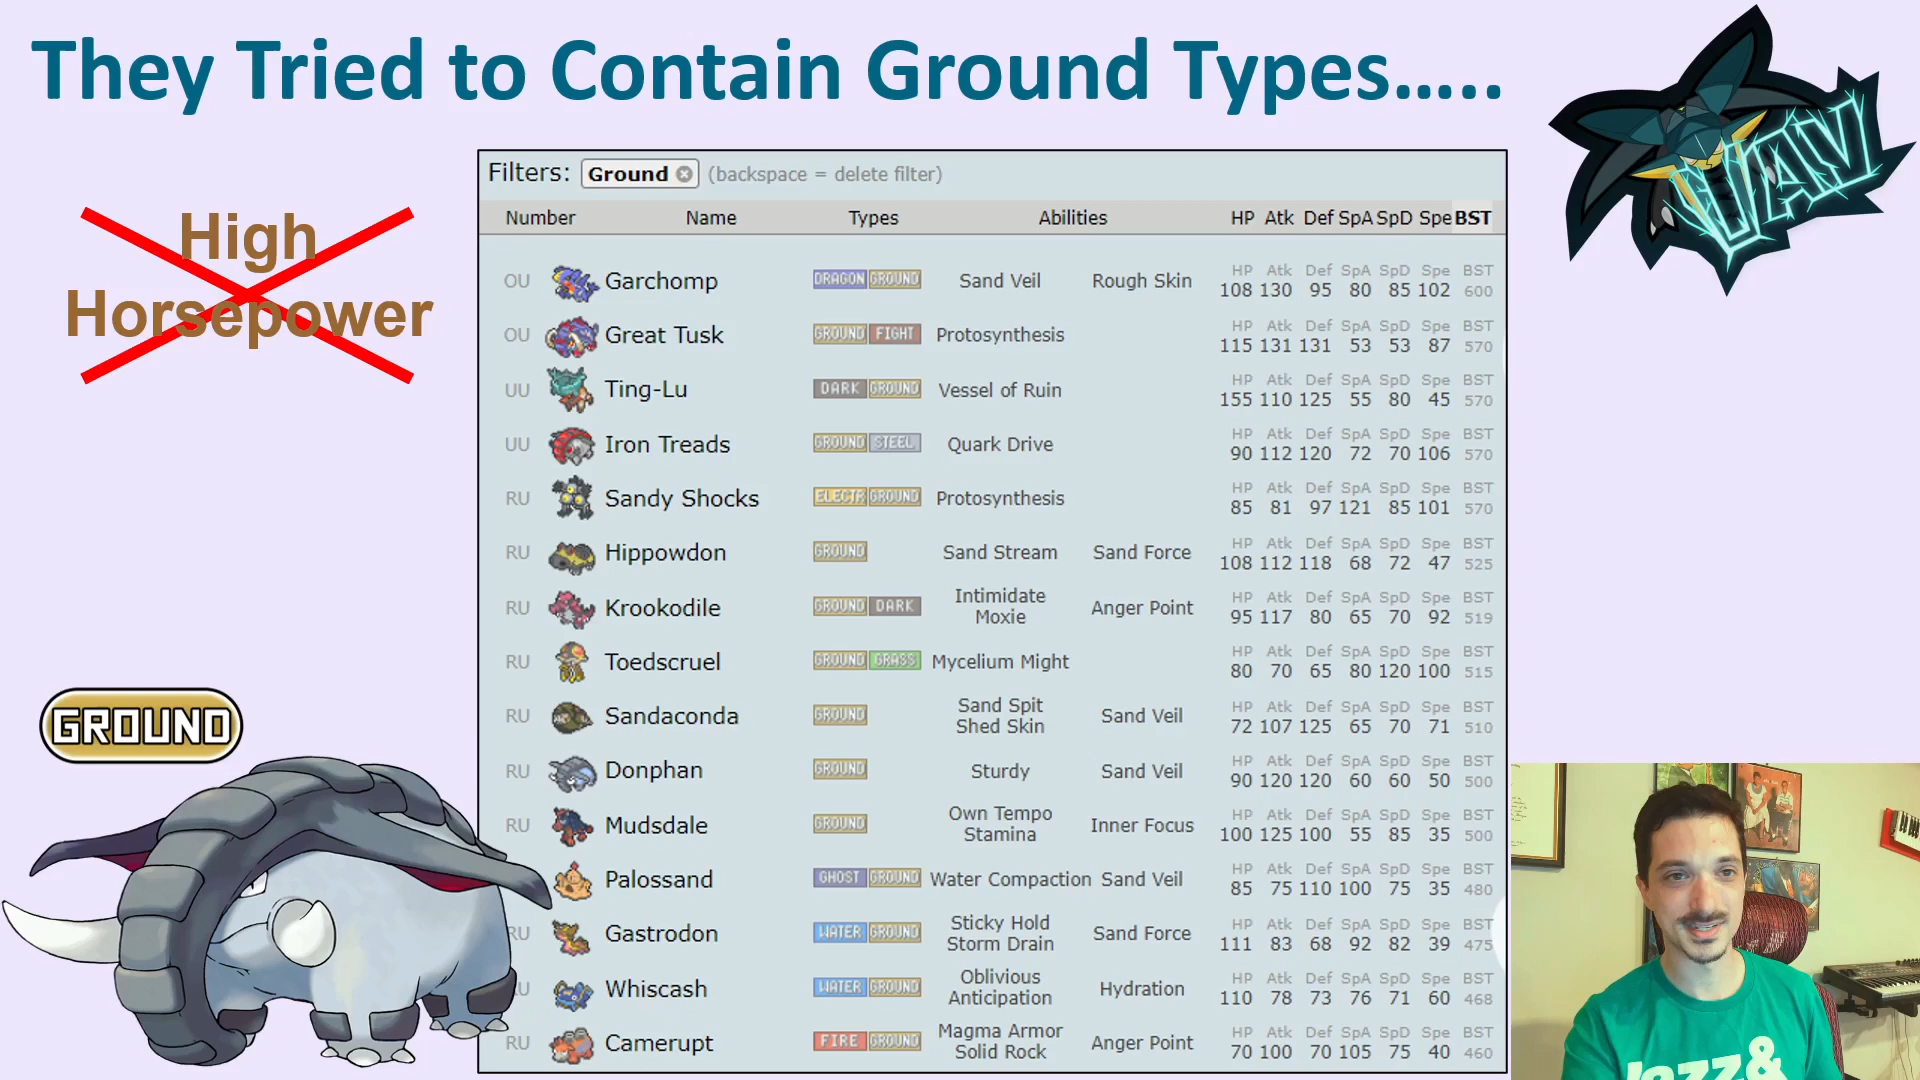 They Tried to Contain Ground Types…..
VAV
High
Horsepower
GROUND
Filters: Ground (backspace = delete filter)
Number Name Types Abilities HP Atk Def SpA SpD Spe BST
OU Garchomp DRAGON GROUND Sand Veil Rough Skin HP 108 Atk 130 Def 95 SpA 80 SpD 85 Spe 102 BST 600
OU Great Tusk GROUND FIGHT Protosynthesis HP 115 Atk 131 Def 131 SpA 53 SpD 53 Spe 87 BST 570
UU Ting-Lu DARK GROUND Vessel of Ruin HP 155 Atk 110 Def 125 SpA 55 SpD 80 Spe 45 BST 570
UU Iron Treads GROUND STEEL Quark Drive HP 90 Atk 112 Def 120 SpA 72 SpD 70 Spe 106 BST 570
RU Sandy Shocks ELECTR GROUND Protosynthesis HP 85 Atk 81 Def 97 SpA 121 SpD 85 Spe 101 BST 570
RU Hippowdon GROUND Sand Stream Sand Force HP 108 Atk 112 Def 118 SpA 68 SpD 72 Spe 47 BST 525
RU Krookodile GROUND DARK Intimidate Moxie Anger Point HP 95 Atk 117 Def 80 SpA 65 SpD 70 Spe 92 BST 519
RU Toedscruel GROUND GRASS Mycelium Might HP 80 Atk 70 Def 65 SpA 80 SpD 120 Spe 100 BST 515
RU Sandaconda GROUND Sand Spit Shed Skin Sand Veil HP 72 Atk 107 Def 125 SpA 65 SpD 70 Spe 71 BST 510
RU Donphan GROUND Sturdy Sand Veil HP 90 Atk 120 Def 120 SpA 60 SpD 60 Spe 50 BST 500
RU Mudsdale GROUND Own Tempo Stamina Inner Focus HP 100 Atk 125 Def 100 SpA 55 SpD 85 Spe 35 BST 500
Palossand GHOST GROUND Water Compaction Sand Veil HP 85 Atk 75 Def 110 SpA 100 SpD 75 Spe 35 BST 480
RU Gastrodon WATER GROUND Sticky Hold Storm Drain Sand Force HP 111 Atk 83 Def 68 SpA 92 SpD 82 Spe 39 BST 475
U Whiscash WATER GROUND Oblivious Anticipation Hydration HP 110 Atk 78 Def 73 SpA 76 SpD 71 Spe 60 BST 468
RU Camerupt FIRE GROUND Magma Armor Solid Rock Anger Point HP 70 Atk 100 Def 70 SpA 105 SpD 75 Spe 40 BST 460
Jazz&